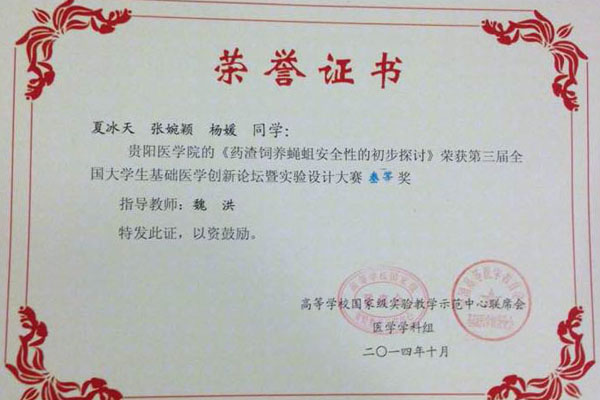 荣誉证书
夏冰天 张婉颖 杨媛 同学：
贵阳医学院的《药渣饲养蝇蛆安全性的初步探讨》荣获第三届全
国大学生基础医学创新论坛暨实验设计大赛 叁等 奖
指导教师：魏 洪
特发此证，以资鼓励。
高等学校国家级实验教学示范中心联席会
医学学科组
二〇一四年十月